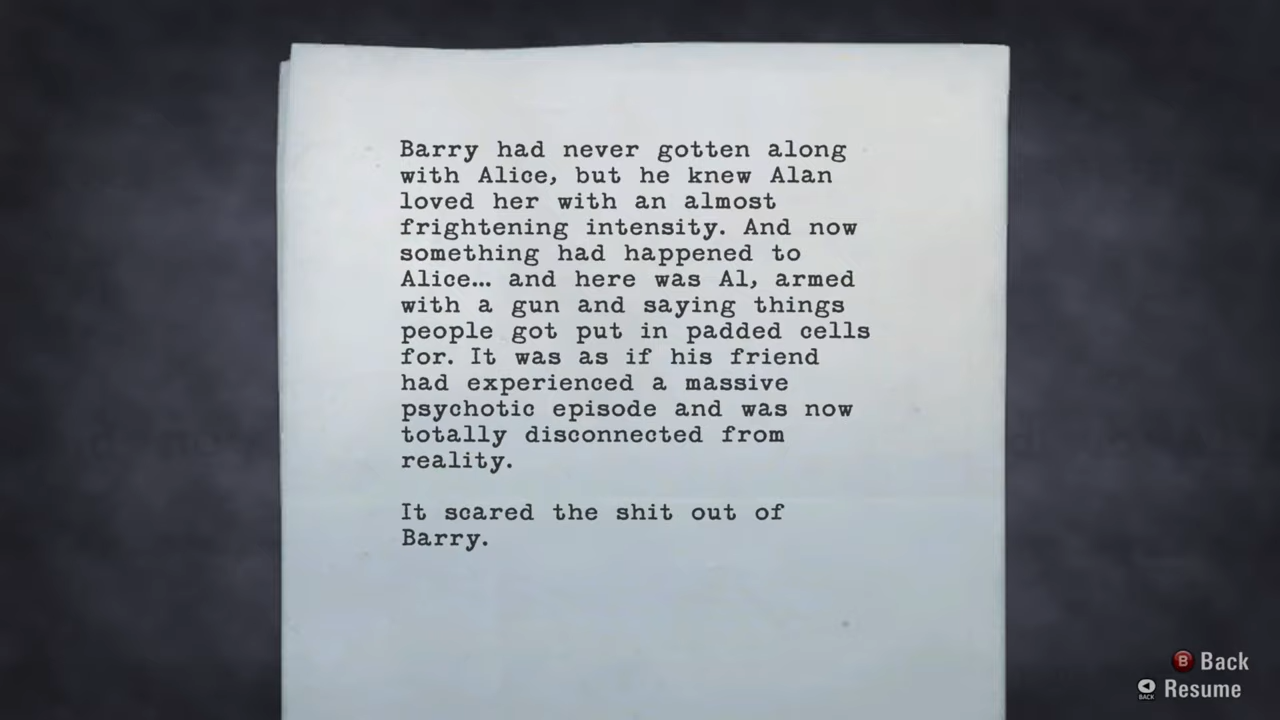 Barry had never gotten along
with Alice, but he knew Alan
loved her with an almost
frightening intensity. And now
something had happened to
Alice... and here was Al, armed
with a gun and saying things
people got put in padded cells
for. It was as if his friend
had experienced a massive
psychotic episode and was now
totally disconnected from
reality.
It scared the shit out of
Barry.
B Back
BACK Resume